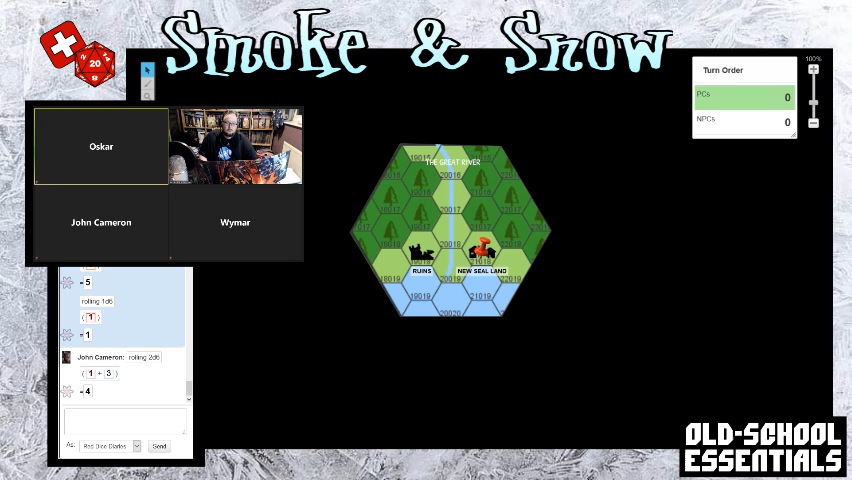 Smoke & Snow
20
100%
Turn Order
PCs 0
NPCs 0
Oskar
John Cameron
Wymar
THE GREAT RIVER
20016
20017
20018
RUINS
NEW SEAL LAND
18019
20019
19019
21019
20020
= 5
rolling 1d6
( 1 )
= 1
John Cameron: rolling 2d6
( 1 + 3 )
= 4
As: Red Dice Diaries
Send
OLD-SCHOOL
ESSENTIALS